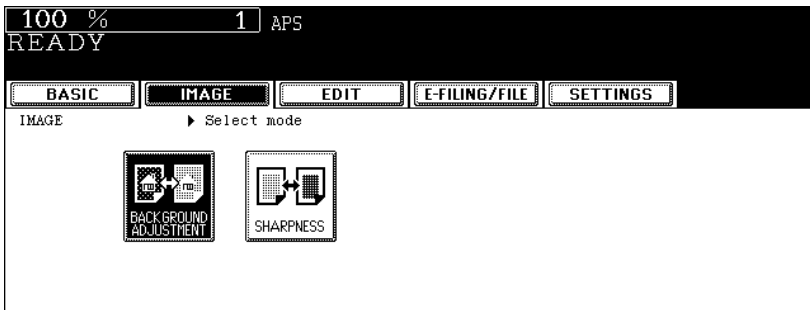 100 % 1 APS
READY
BASIC IMAGE EDIT E-FILING/FILE SETTINGS
IMAGE Select mode
BACKGROUND
ADJUSTMENT
SHARPNESS